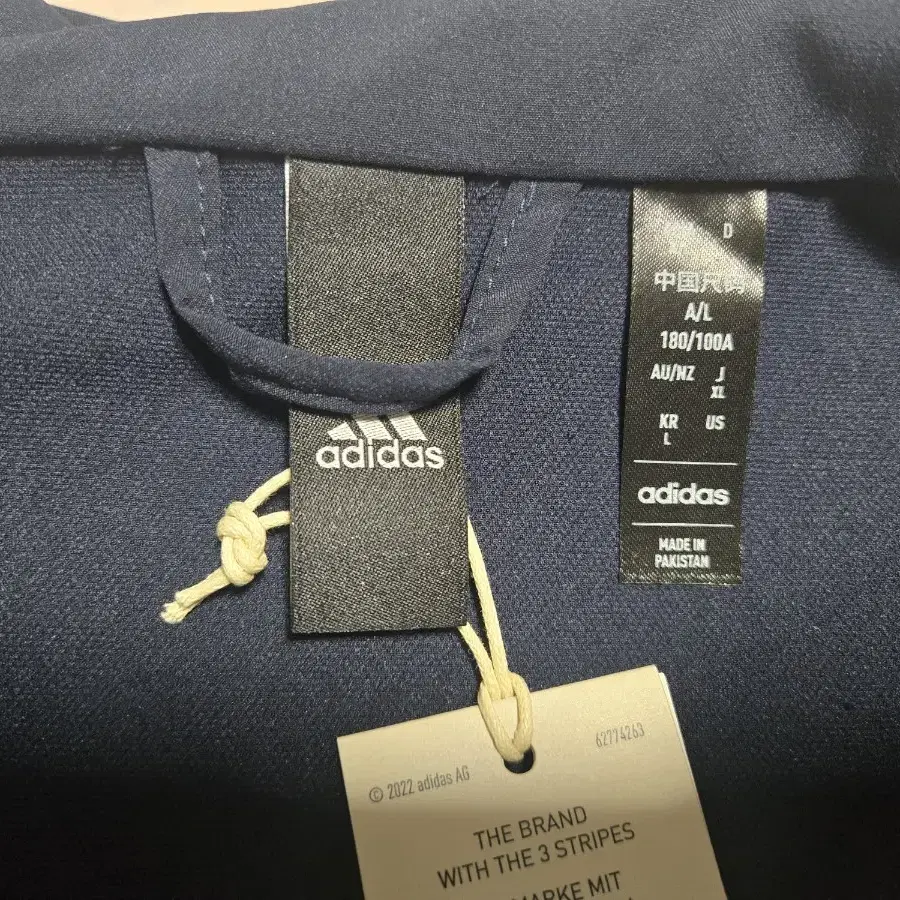 adidas
D
中国尺码
A/L
180/100A
AU/NZ J
XL
KR US
L
adidas
MADE IN
PAKISTAN
62774263
© 2022 adidas AG
THE BRAND
WITH THE 3 STRIPES
MARKE MIT